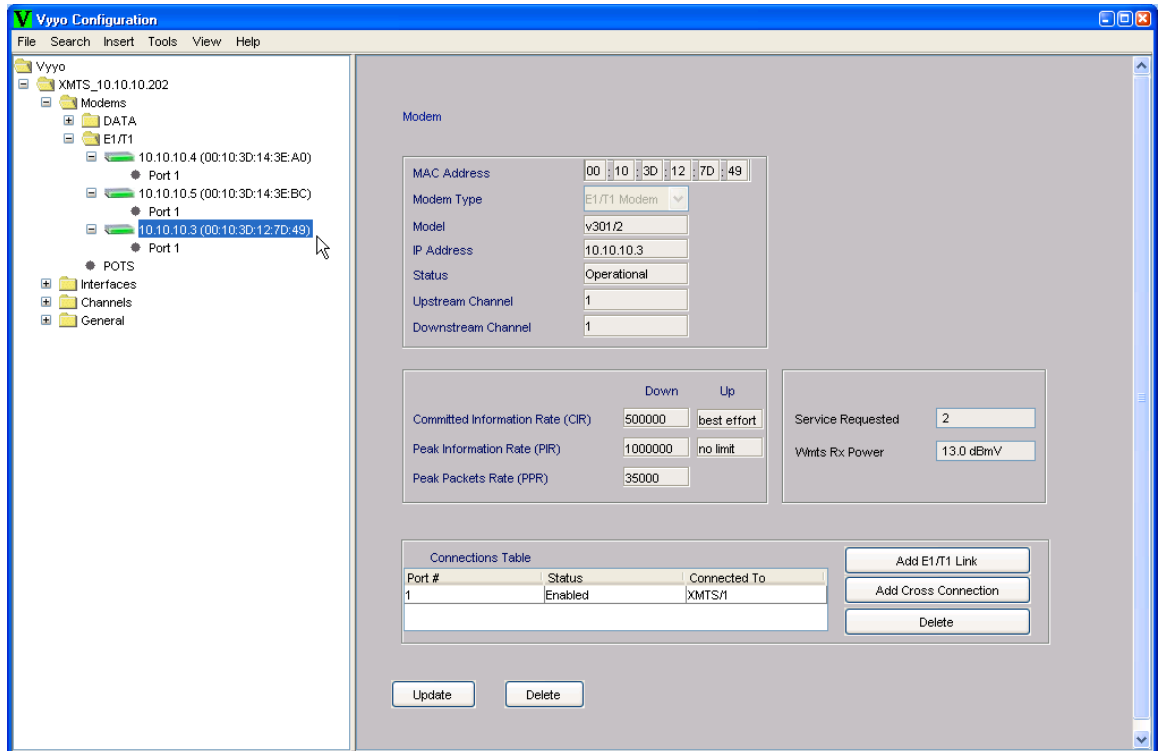 Vyyo Configuration
File Search Insert Tools View Help
Vyyo
XMTS_10.10.10.202
Modems
DATA
E1/T1
10.10.10.4 (00:10:3D:14:3E:A0)
Port 1
10.10.10.5 (00:10:3D:14:3E:BC)
Port 1
10.10.10.3 (00:10:3D:12:7D:49)
Port 1
POTS
Interfaces
Channels
General
Modem
MAC Address 00 : 10 : 3D : 12 : 7D : 49
Modem Type E1/T1 Modem
Model v301/2
IP Address 10.10.10.3
Status Operational
Upstream Channel 1
Downstream Channel 1
Down Up
Committed Information Rate (CIR) 500000 best effort
Peak Information Rate (PIR) 1000000 no limit
Peak Packets Rate (PPR) 35000
Service Requested 2
Wmts Rx Power 13.0 dBmV
Connections Table
Port # Status Connected To
1 Enabled XMTS/1
Add E1/T1 Link
Add Cross Connection
Delete
Update Delete